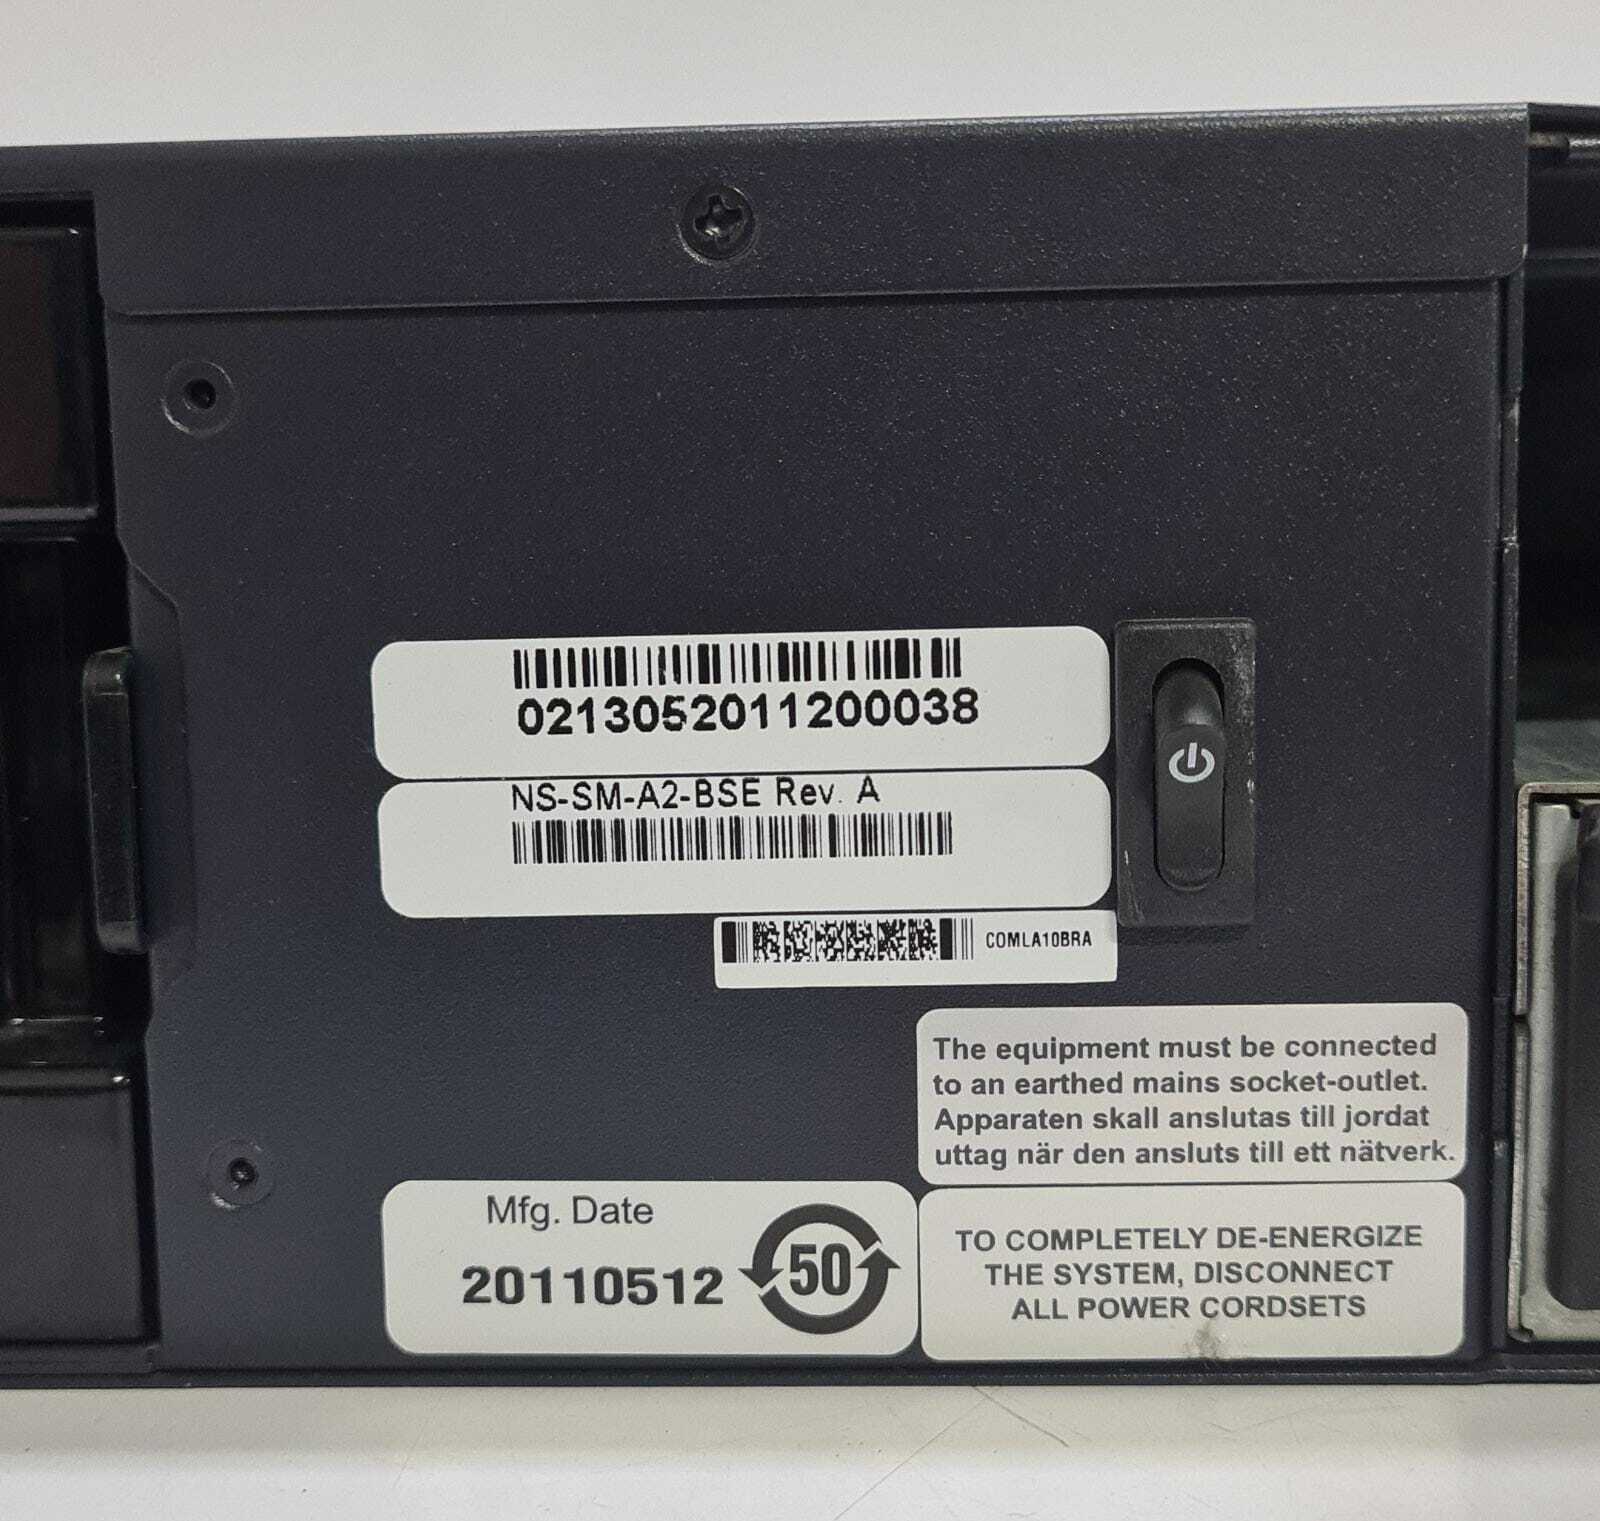 0213052011200038
NS-SM-A2-BSE Rev. A
COMLA10BRA
The equipment must be connected
to an earthed mains socket-outlet.
Apparaten skall anslutas till jordat
uttag när den ansluts till ett nätverk.
Mfg. Date
20110512
50
TO COMPLETELY DE-ENERGIZE
THE SYSTEM, DISCONNECT
ALL POWER CORDSETS